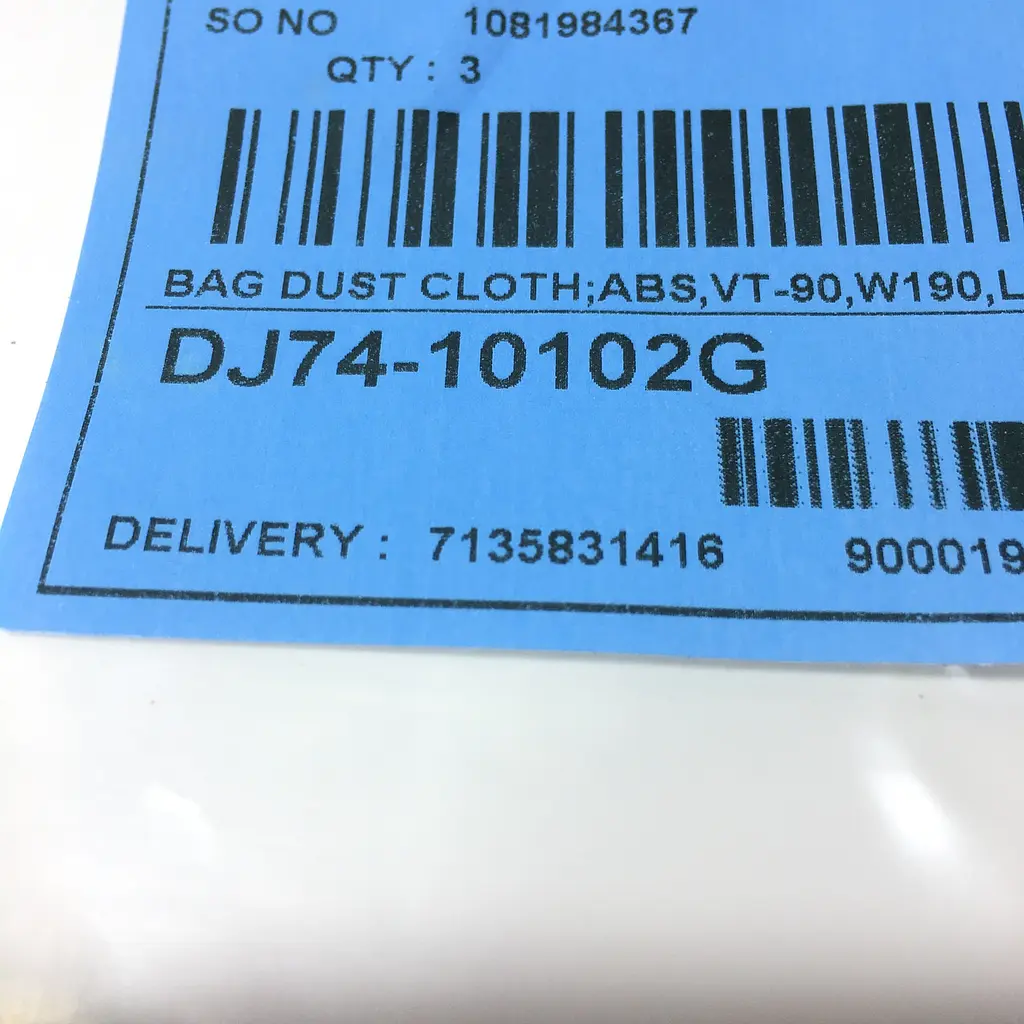 SO NO 1081984367
QTY : 3
BAG DUST CLOTH;ABS,VT-90,W190,L
DJ74-10102G
DELIVERY : 7135831416 900019